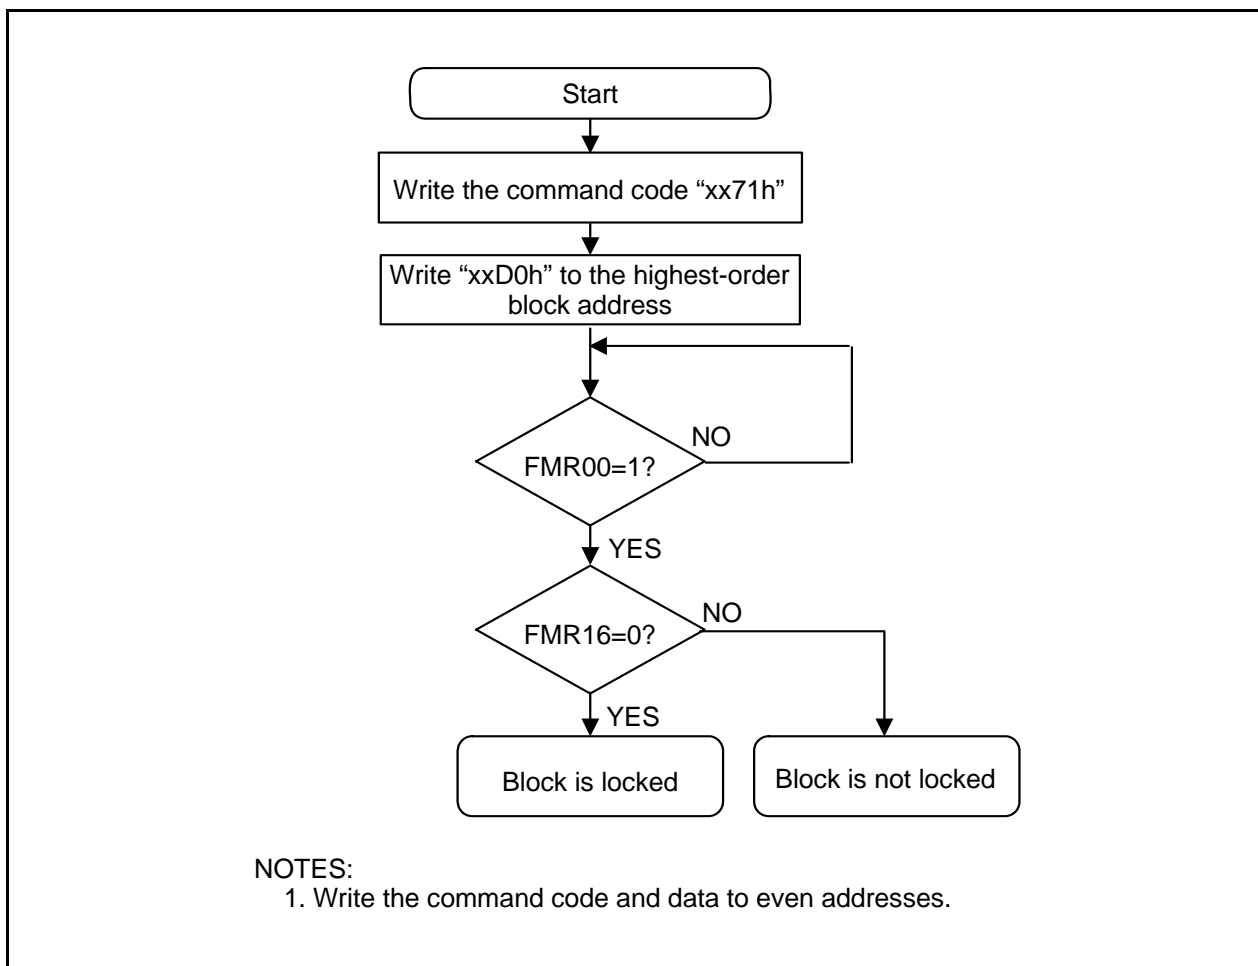 Start
Write the command code “xx71h”
Write “xxD0h” to the highest-order
block address
NO
FMR00=1?
YES
NO
FMR16=0?
YES
Block is locked
Block is not locked
NOTES:
1. Write the command code and data to even addresses.